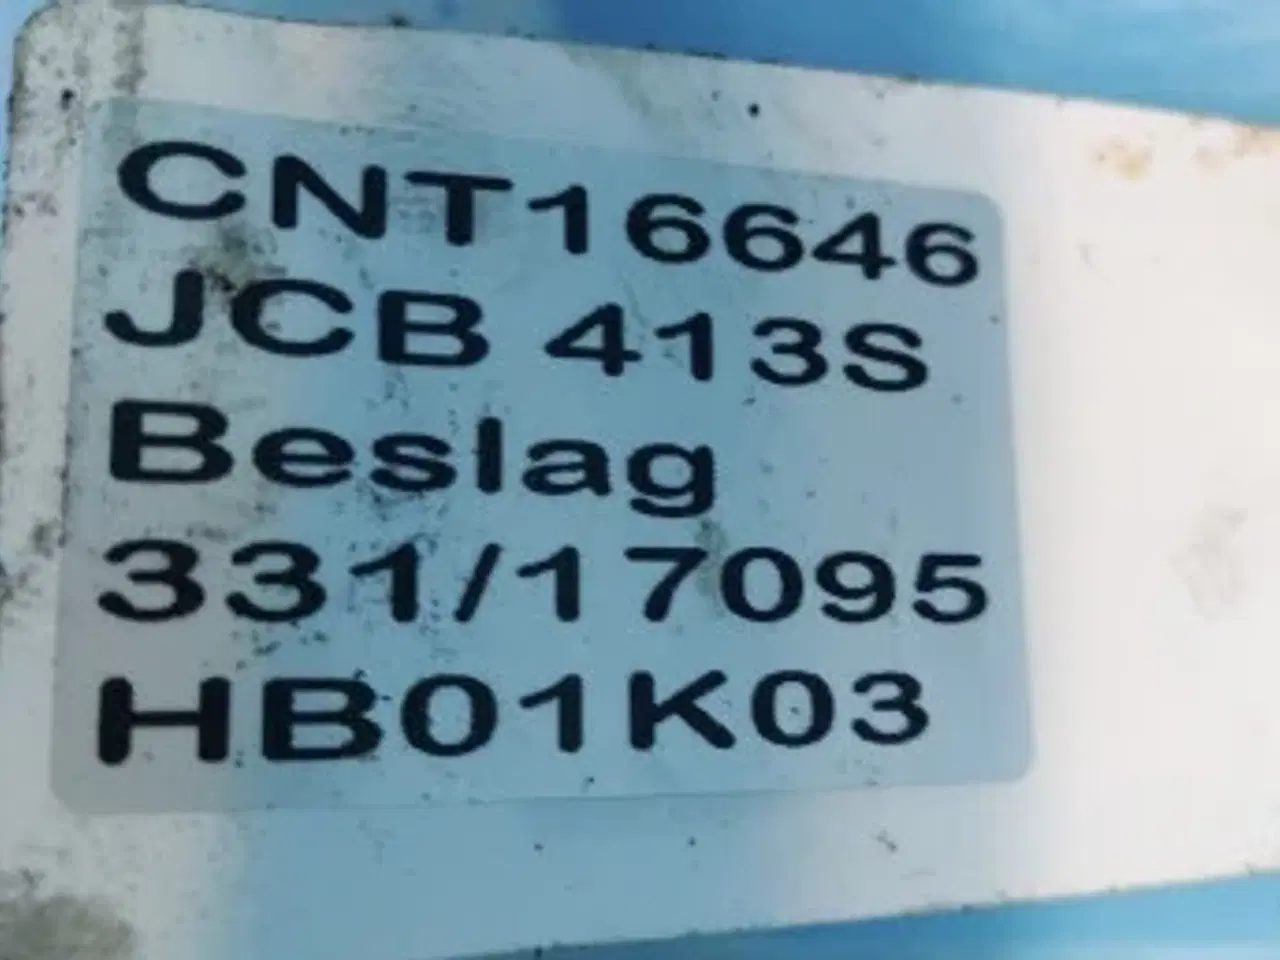 CNT16646
JCB 413S
Beslag
331/17095
HB01K03